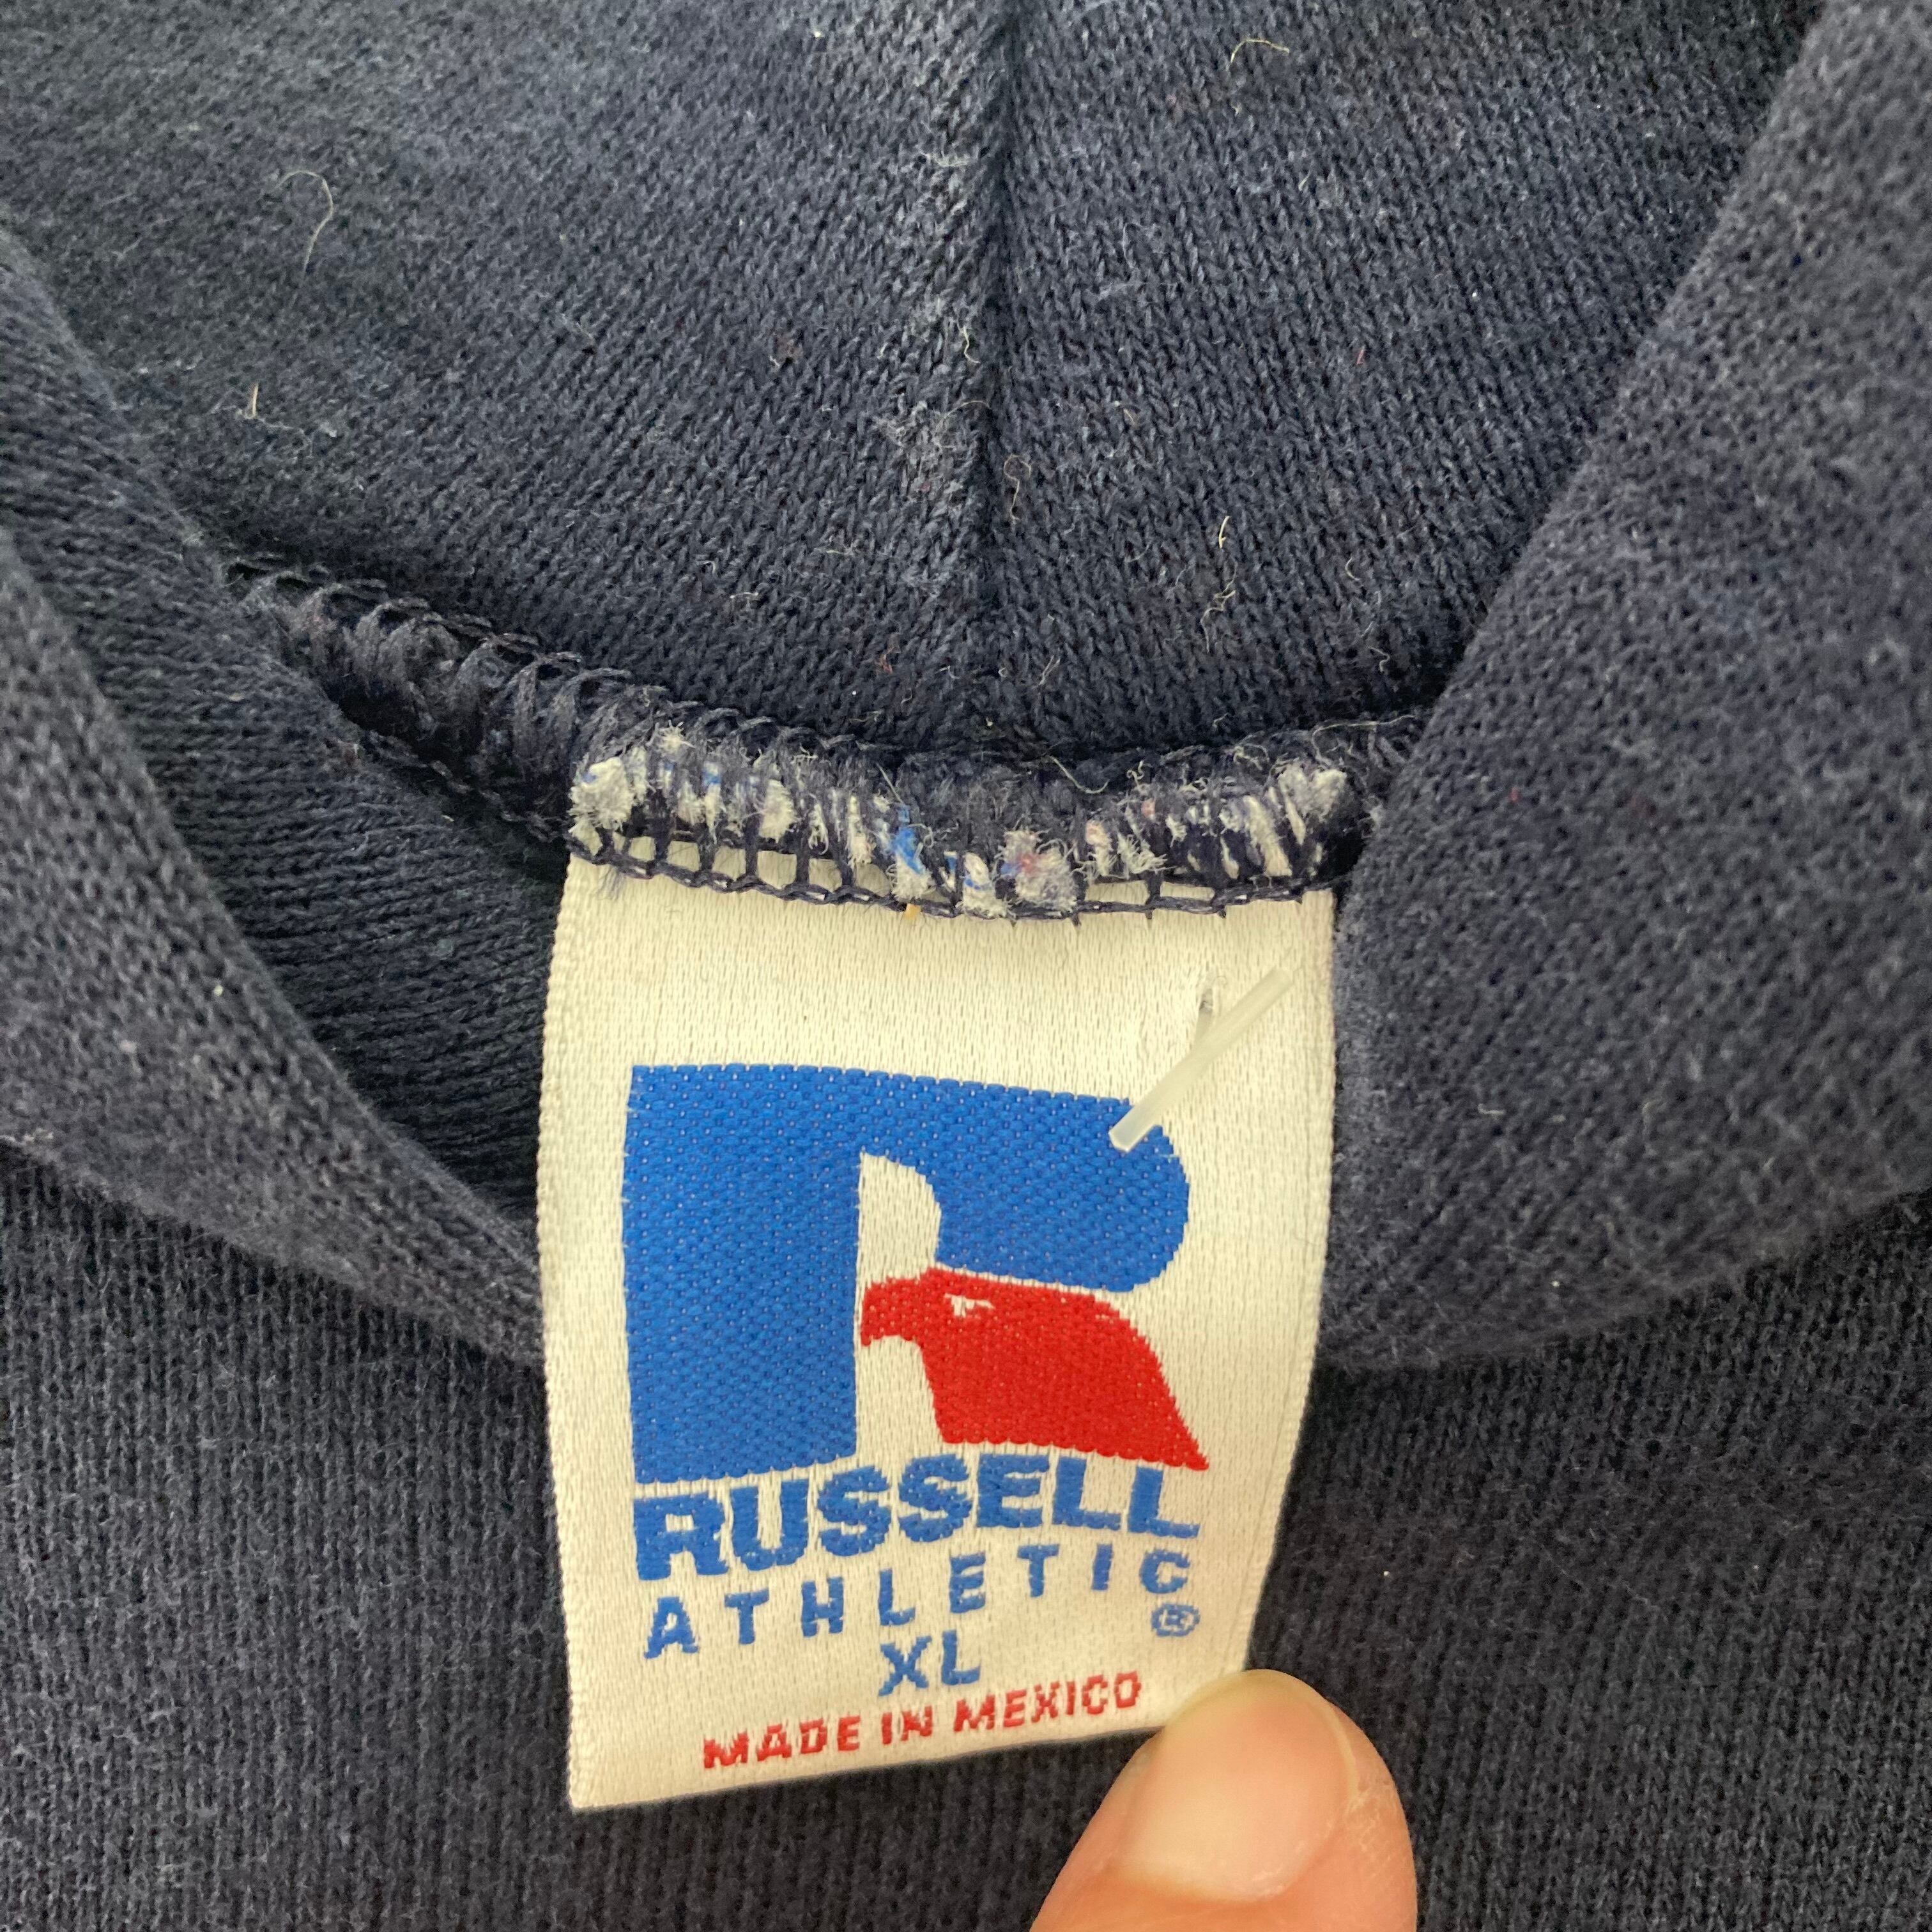 RUSSELL
ATHLETIC
®
XL
MADE IN MEXICO